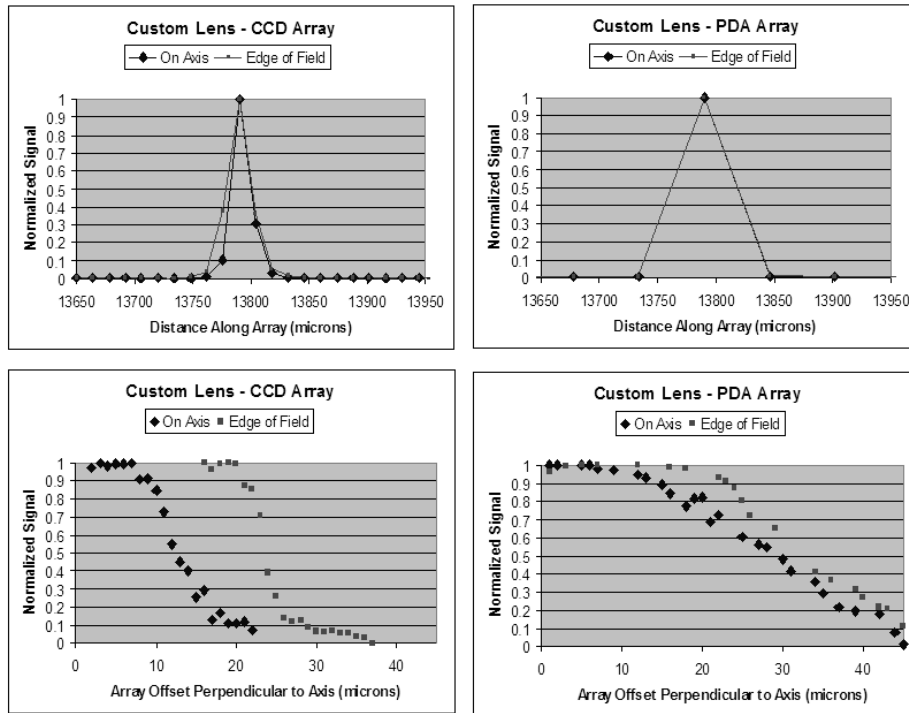 Custom Lens - CCD Array
On Axis Edge of Field
Normalized Signal
1
0.9
0.8
0.7
0.6
0.5
0.4
0.3
0.2
0.1
0
13650 13700 13750 13800 13850 13900 13950
Distance Along Array (microns)
Custom Lens - PDA Array
On Axis Edge of Field
Normalized Signal
1
0.9
0.8
0.7
0.6
0.5
0.4
0.3
0.2
0.1
0
13650 13700 13750 13800 13850 13900 13950
Distance Along Array (microns)
Custom Lens - CCD Array
On Axis Edge of Field
Normalized Signal
1
0.9
0.8
0.7
0.6
0.5
0.4
0.3
0.2
0.1
0
0 10 20 30 40
Array Offset Perpendicular to Axis (microns)
Custom Lens - PDA Array
On Axis Edge of Field
Normalized Signal
1
0.9
0.8
0.7
0.6
0.5
0.4
0.3
0.2
0.1
0
0 10 20 30 40
Array Offset Perpendicular to Axis (microns)